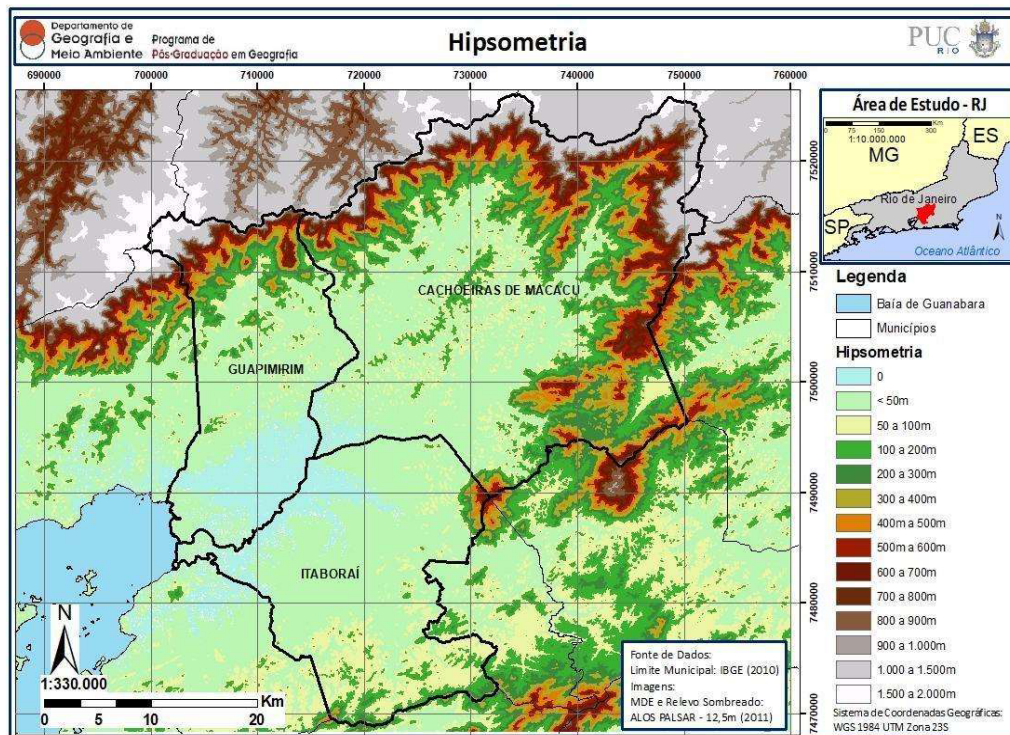 Departamento de
Geografia e
Meio Ambiente
Programa de
Pós-Graduação em Geografia
Hipsometria
PUC
RIO
690000 700000 710000 720000 730000 740000 750000 760000
7520000
7510000
7500000
7490000
7480000
7470000
CACHOEIRAS DE MACACU
GUAPIMIRIM
ITABORAÍ
N
1:330.000
Km
0 5 10 20
Fonte de Dados:
Limite Municipal: IBGE (2010)
Imagens:
MDE e Relevo Sombreado:
ALOS PALSAR - 12,5m (2011)
Área de Estudo - RJ
0 75 150 300 Km
1:10.000.000
ES
MG
Rio de Janeiro
SP
N
Oceano Atlântico
Legenda
Baía de Guanabara
Municípios
Hipsometria
0
< 50m
50 a 100m
100 a 200m
200 a 300m
300 a 400m
400m a 500m
500m a 600m
600 a 700m
700 a 800m
800 a 900m
900 a 1.000m
1.000 a 1.500m
1.500 a 2.000m
Sistema de Coordenadas Geográficas:
WGS 1984 UTM Zona 23S